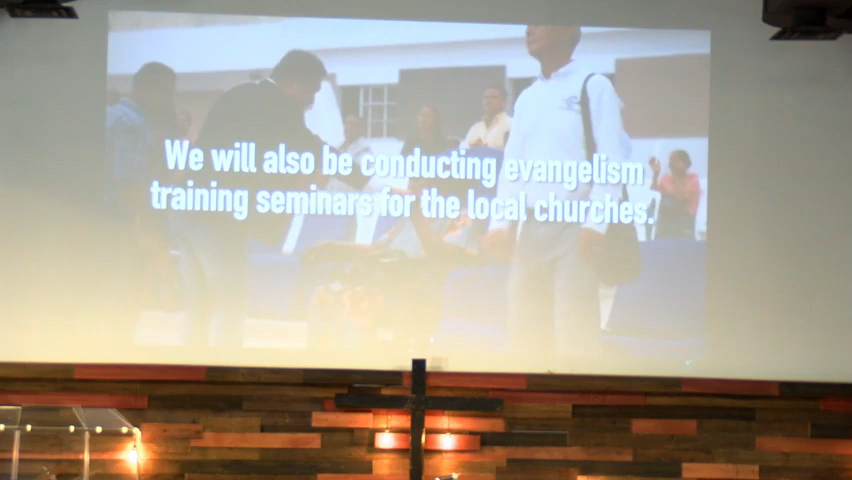 We will also be conducting evangelism
training seminars for the local churches.